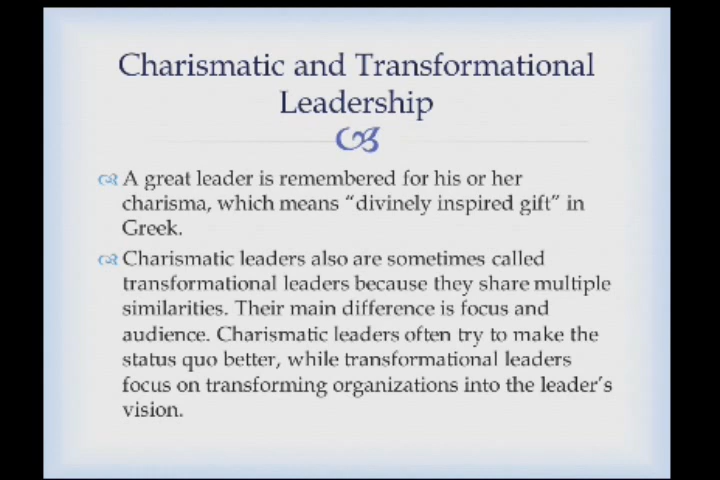 Charismatic and Transformational
Leadership
A great leader is remembered for his or her
charisma, which means “divinely inspired gift” in
Greek.
Charismatic leaders also are sometimes called
transformational leaders because they share multiple
similarities. Their main difference is focus and
audience. Charismatic leaders often try to make the
status quo better, while transformational leaders
focus on transforming organizations into the leader’s
vision.